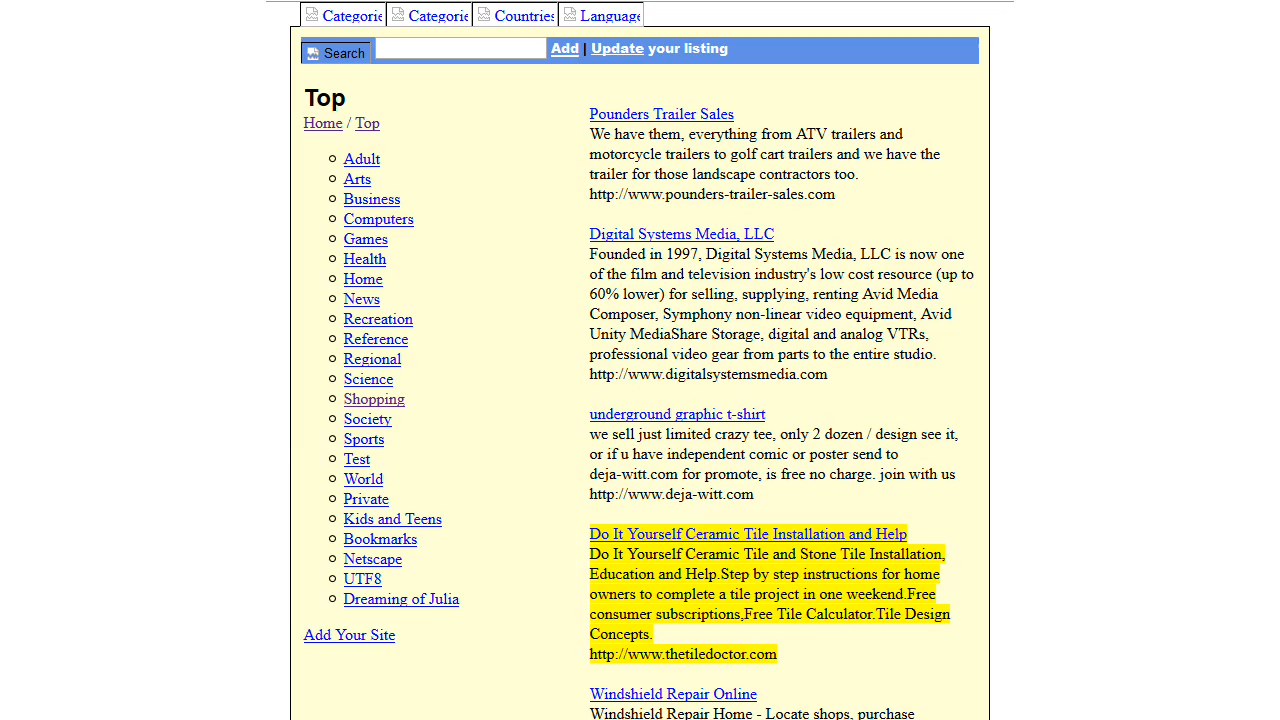 Categorie
Categorie
Countries
Language
Search
Add | Update your listing
Top
Home / Top
Adult
Arts
Business
Computers
Games
Health
Home
News
Recreation
Reference
Regional
Science
Shopping
Society
Sports
Test
World
Private
Kids and Teens
Bookmarks
Netscape
UTF8
Dreaming of Julia
Add Your Site
Pounders Trailer Sales
We have them, everything from ATV trailers and
motorcycle trailers to golf cart trailers and we have the
trailer for those landscape contractors too.
http://www.pounders-trailer-sales.com
Digital Systems Media, LLC
Founded in 1997, Digital Systems Media, LLC is now one
of the film and television industry's low cost resource (up to
60% lower) for selling, supplying, renting Avid Media
Composer, Symphony non-linear video equipment, Avid
Unity MediaShare Storage, digital and analog VTRs,
professional video gear from parts to the entire studio.
http://www.digitalsystemsmedia.com
underground graphic t-shirt
we sell just limited crazy tee, only 2 dozen / design see it,
or if u have independent comic or poster send to
deja-witt.com for promote, is free no charge. join with us
http://www.deja-witt.com
Do It Yourself Ceramic Tile Installation and Help
Do It Yourself Ceramic Tile and Stone Tile Installation,
Education and Help.Step by step instructions for home
owners to complete a tile project in one weekend.Free
consumer subscriptions,Free Tile Calculator.Tile Design
Concepts.
http://www.thetiledoctor.com
Windshield Repair Online
Windshield Repair Home - Locate shops, purchase